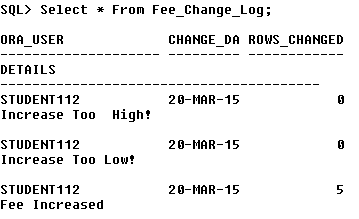 SQL> Select * From Fee_Change_Log;
ORA_USER CHANGE_DA ROWS_CHANGED
-------------------- --------- ------------
DETAILS
----------------------------------------
STUDENT112 20-MAR-15 0
Increase Too  High!
STUDENT112 20-MAR-15 0
Increase Too Low!
STUDENT112 20-MAR-15 5
Fee Increased